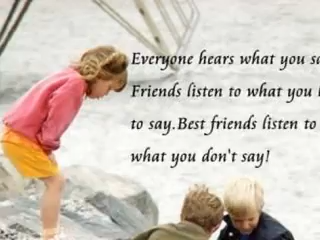 Everyone hears what you
Friends listen to what you
to say.Best friends listen to
what you don't say!